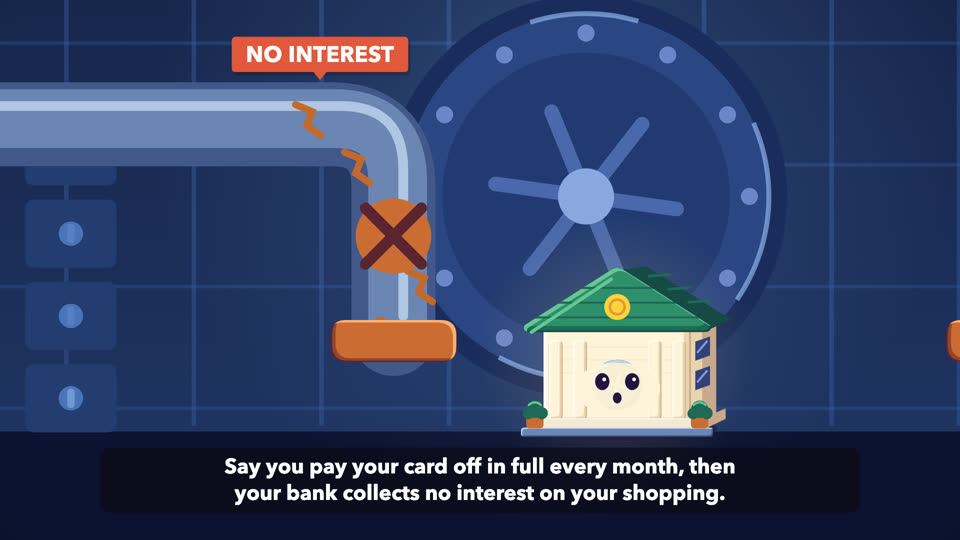 NO INTEREST
Say you pay your card off in full every month, then
your bank collects no interest on your shopping.